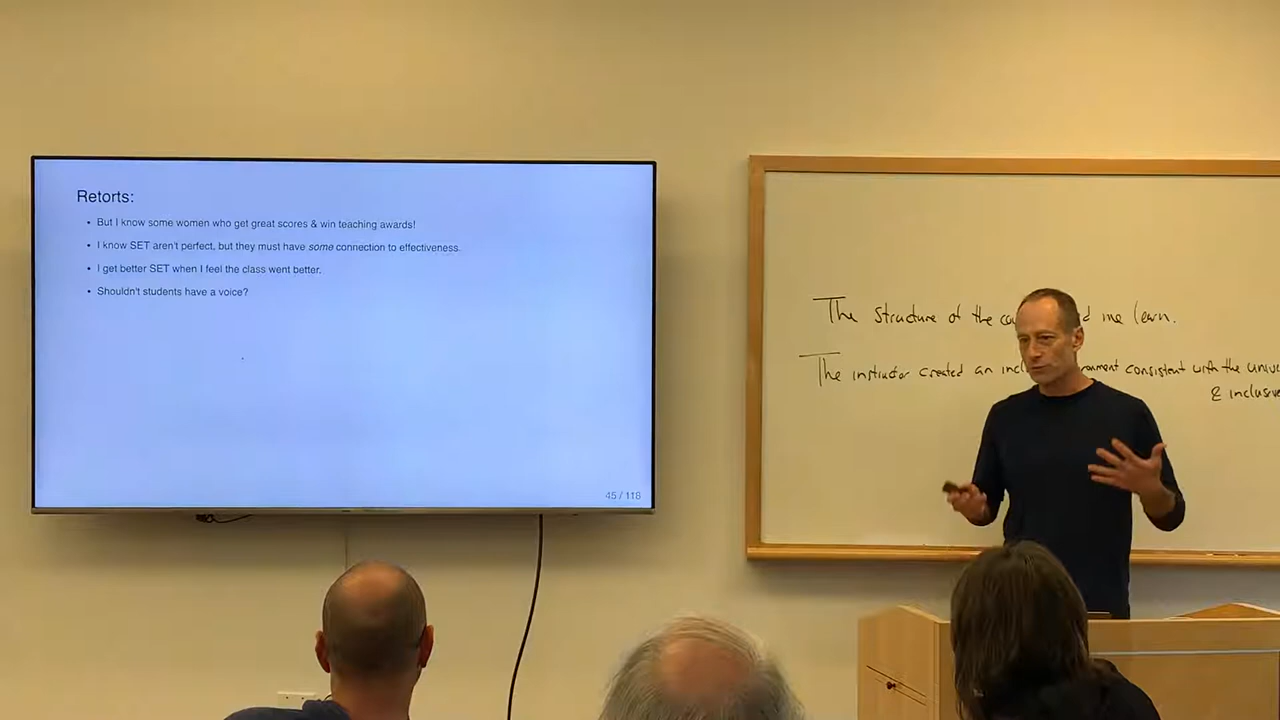 Retorts:
• But I know some women who get great scores & win teaching awards!
• I know SET aren't perfect, but they must have some connection to effectiveness.
• I get better SET when I feel the class went better.
• Shouldn't students have a voice?
45 / 118
The structure of the me learn.
The instructor created an consistent with the
&